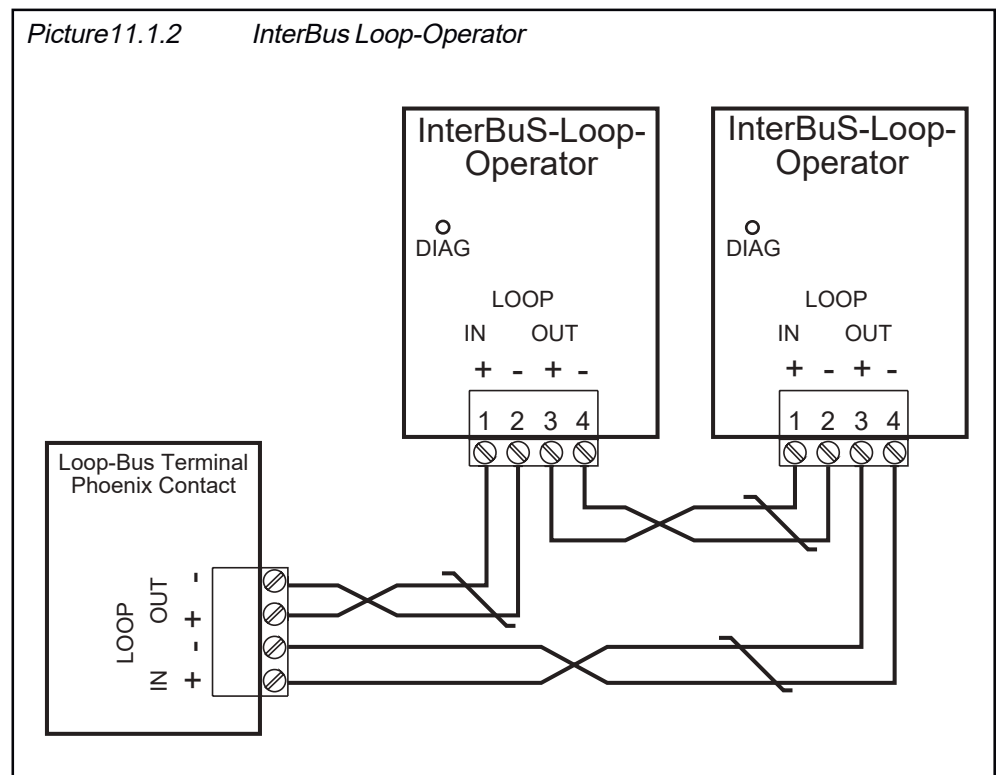 Picture11.1.2 InterBus Loop-Operator
InterBuS-Loop-
Operator
DIAG
LOOP
IN OUT
+ - + -
1 2 3 4
InterBuS-Loop-
Operator
DIAG
LOOP
IN OUT
+ - + -
1 2 3 4
Loop-Bus Terminal
Phoenix Contact
LOOP
OUT
-
+
IN
-
+